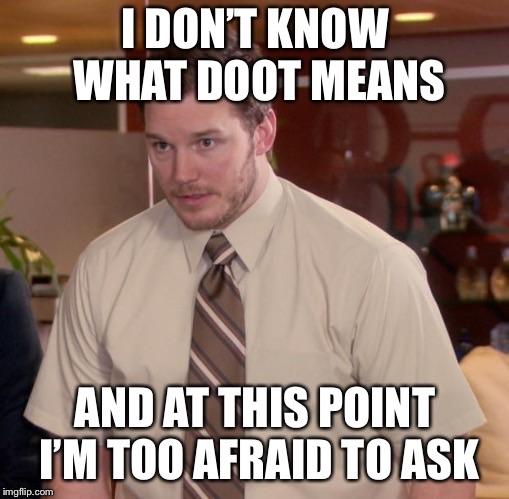 I DON’T KNOW
WHAT DOOT MEANS
AND AT THIS POINT
I’M TOO AFRAID TO ASK
imgflip.com